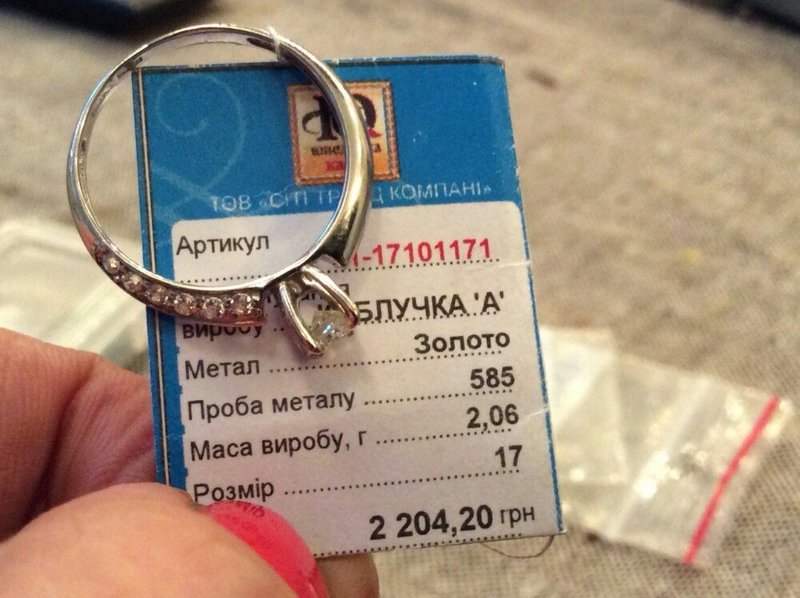 ТОВ «СІТІ ТРЕЙД КОМПАНІ»
Артикул -17101171
виробу БЛУЧКА 'А'
Метал Золото
Проба металу 585
Маса виробу, г 2,06
Розмір 17
2 204,20 грн